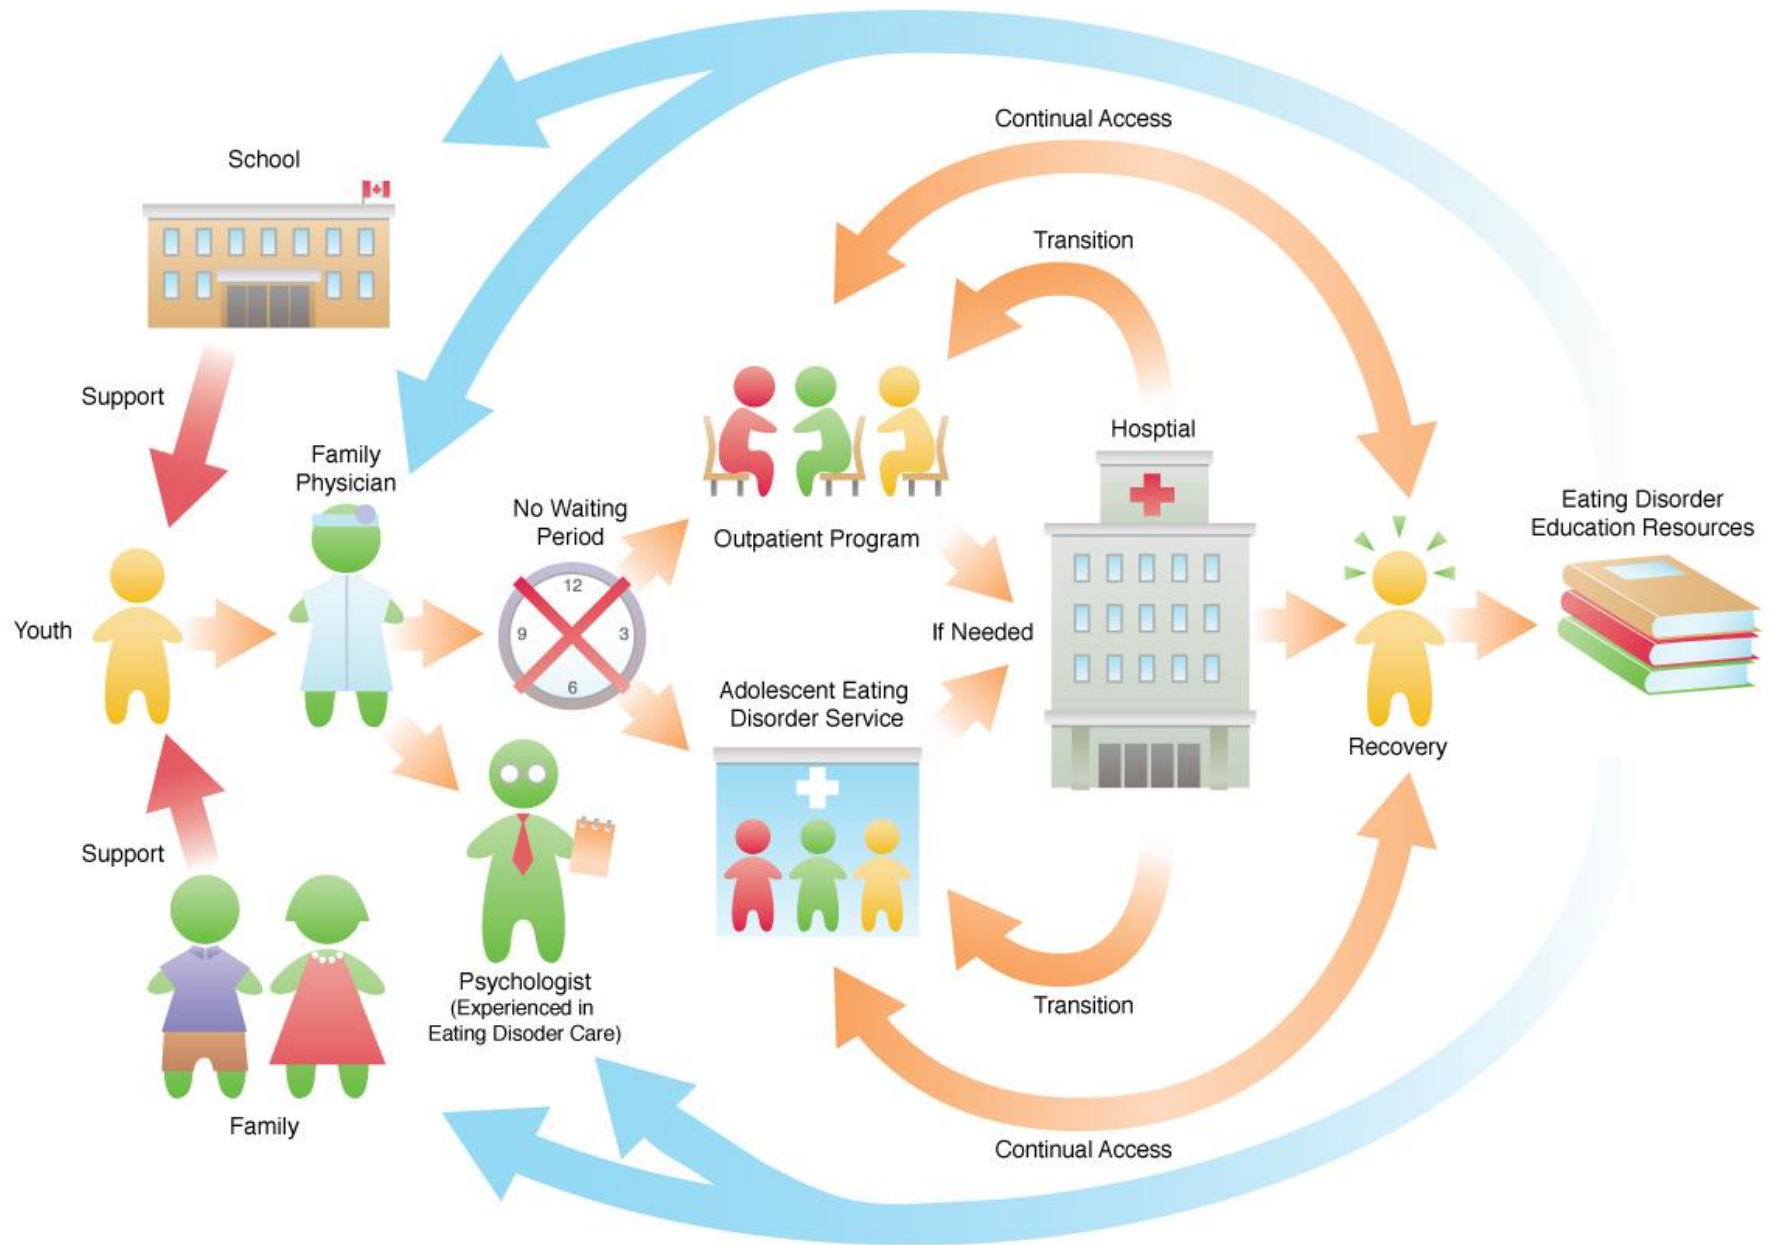 Continual Access
School
Transition
Support
Hosptial
Family
Physician
No Waiting
Period
Eating Disorder
Education Resources
Outpatient Program
12
9
3
6
Youth
If Needed
Adolescent Eating
Disorder Service
Recovery
Support
Psychologist
(Experienced in
Eating Disoder Care)
Transition
Family
Continual Access